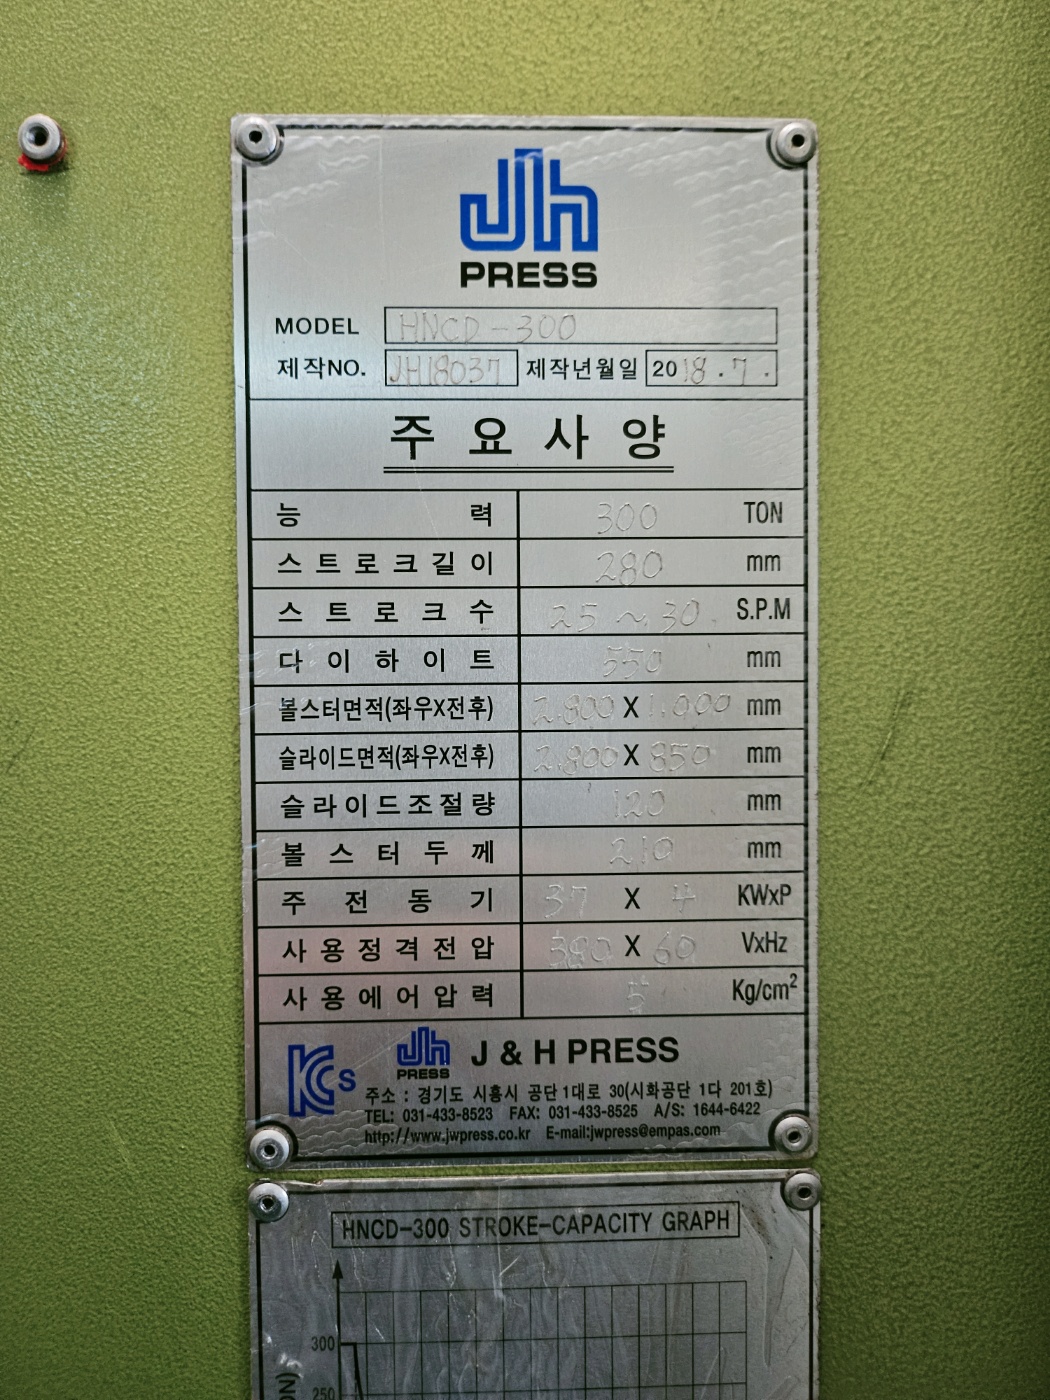 Jh
PRESS
MODEL HNCD-300
제작NO. JH18037 제작년월일 2018.7.
주요사양
능력 300 TON
스트로크길이 280 mm
스트로크수 25~30 S.P.M
다이하이트 550 mm
볼스터면적(좌우X전후) 2.800 X 1.000 mm
슬라이드면적(좌우X전후) 2.800 X 850 mm
슬라이드조절량 120 mm
볼스터두께 210 mm
주전동기 37 X 4 KWxP
사용정격전압 380 X 60 VxHz
사용에어압력 5 Kg/cm²
KCs Jh PRESS J & H PRESS
주소 : 경기도 시흥시 공단 1대로 30(시화공단 1다 201호)
TEL: 031-433-8523 FAX: 031-433-8525 A/S: 1644-6422
http://www.jwpress.co.kr E-mail:jwpress@empas.com
HNCD-300 STROKE-CAPACITY GRAPH
300
250